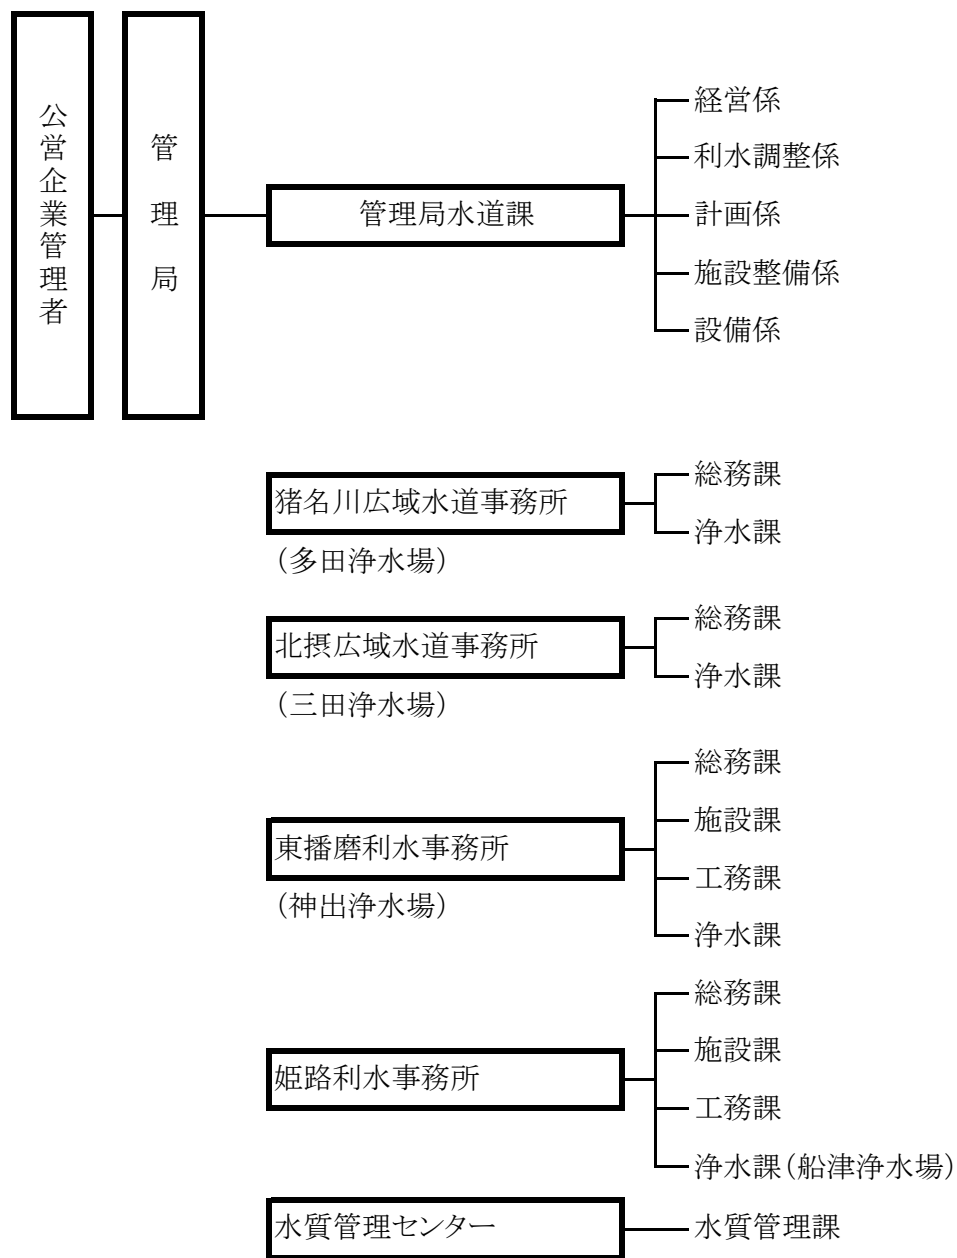 公営企業管理者
管理局
管理局水道課
経営係
利水調整係
計画係
施設整備係
設備係
猪名川広域水道事務所
(多田浄水場)
総務課
浄水課
北摂広域水道事務所
(三田浄水場)
総務課
浄水課
東播磨利水事務所
(神出浄水場)
総務課
施設課
工務課
浄水課
姫路利水事務所
総務課
施設課
工務課
浄水課(船津浄水場)
水質管理センター
水質管理課